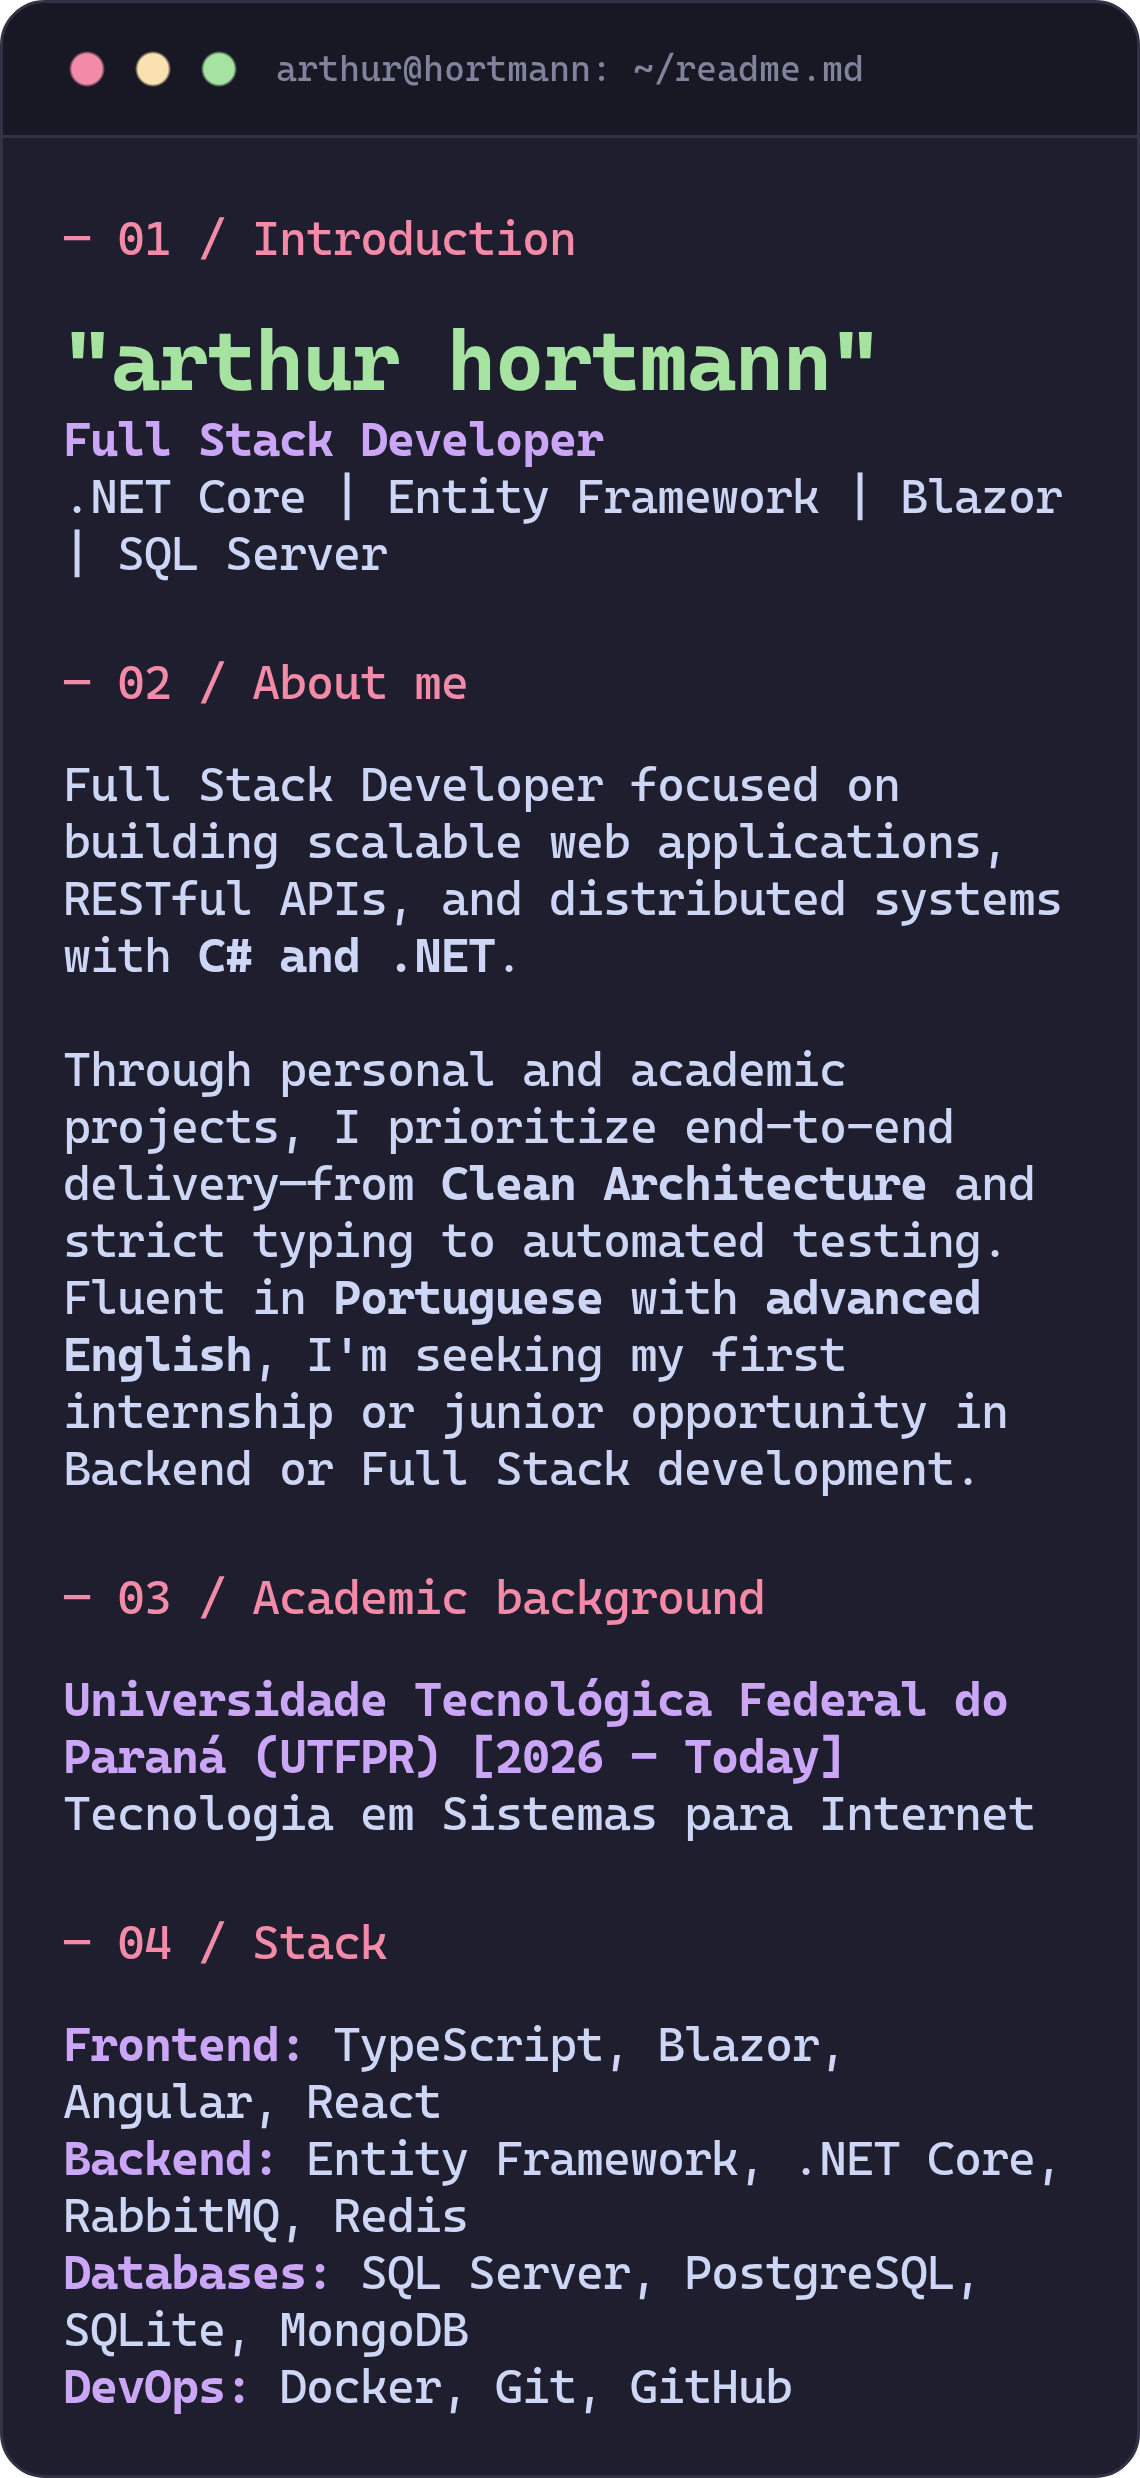 arthur@hortmann: ~/readme.md
— 01 / Introduction
"arthur hortmann"
Full Stack Developer
.NET Core | Entity Framework | Blazor
| SQL Server
— 02 / About me
Full Stack Developer focused on
building scalable web applications,
RESTful APIs, and distributed systems
with C# and .NET.
Through personal and academic
projects, I prioritize end-to-end
delivery—from Clean Architecture and
strict typing to automated testing.
Fluent in Portuguese with advanced
English, I'm seeking my first
internship or junior opportunity in
Backend or Full Stack development.
— 03 / Academic background
Universidade Tecnológica Federal do
Paraná (UTFPR) [2026 — Today]
Tecnologia em Sistemas para Internet
— 04 / Stack
Frontend: TypeScript, Blazor,
Angular, React
Backend: Entity Framework, .NET Core,
RabbitMQ, Redis
Databases: SQL Server, PostgreSQL,
SQLite, MongoDB
DevOps: Docker, Git, GitHub